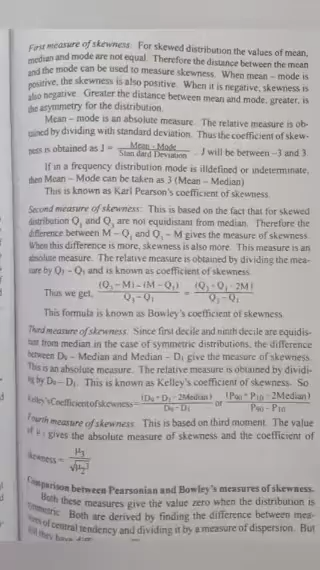 First measure of skewness: For skewed distribution the values of mean,
median and mode are not equal. Therefore the distance between the mean
and the mode can be used to measure skewness. When mean – mode is
positive, the skewness is also positive. When it is negative, skewness is
also negative. Greater the distance between mean and mode, greater, is
the asymmetry for the distribution.
Mean – mode is an absolute measure. The relative measure is ob-
tained by dividing with standard deviation. Thus the coefficient of skew-
ness is obtained as J = Mean - Mode / Stan dard Deviation . J will be between –3 and 3.
If in a frequency distribution mode is illdefined or indeterminate,
then Mean – Mode can be taken as 3 (Mean – Median)
This is known as Karl Pearson's coefficient of skewness.
Second measure of skewness: This is based on the fact that for skewed
distribution Q₁ and Q₃ are not equidistant from median. Therefore the
difference between M – Q₁ and Q₃ – M gives the measure of skewness.
When this difference is more, skewness is also more. This measure is an
absolute measure. The relative measure is obtained by dividing the mea-
sure by Q₃ – Q₁ and is known as coefficient of skewness.
Thus we get, (Q₃ – M) – (M – Q₁) / Q₃ – Q₁ = (Q₃ + Q₁ - 2M) / Q₃ – Q₁
This formula is known as Bowley's coefficient of skewness.
Third measure of skewness: Since first decile and ninth decile are equidis-
tant from median in the case of symmetric distributions, the difference
between D₉ – Median and Median – D₁ give the measure of skewness.
This is an absolute measure. The relative measure is obtained by dividi-
ng by D₉ – D₁. This is known as Kelley's coefficient of skewness. So
Kelley's Coefficient of skewness = (D₉ + D₁ - 2Median) / D₉ – D₁ or (P₉₀ + P₁₀ - 2Median) / P₉₀ – P₁₀
Fourth measure of skewness: This is based on third moment. The value
of μ₃ gives the absolute measure of skewness and the coefficient of
skewness = μ₃ / √μ₂³
Comparison between Pearsonian and Bowley's measures of skewness.
Both these measures give the value zero when the distribution is
symmetric. Both are derived by finding the difference between mea-
sures of central tendency and dividing it by a measure of dispersion. But
they have